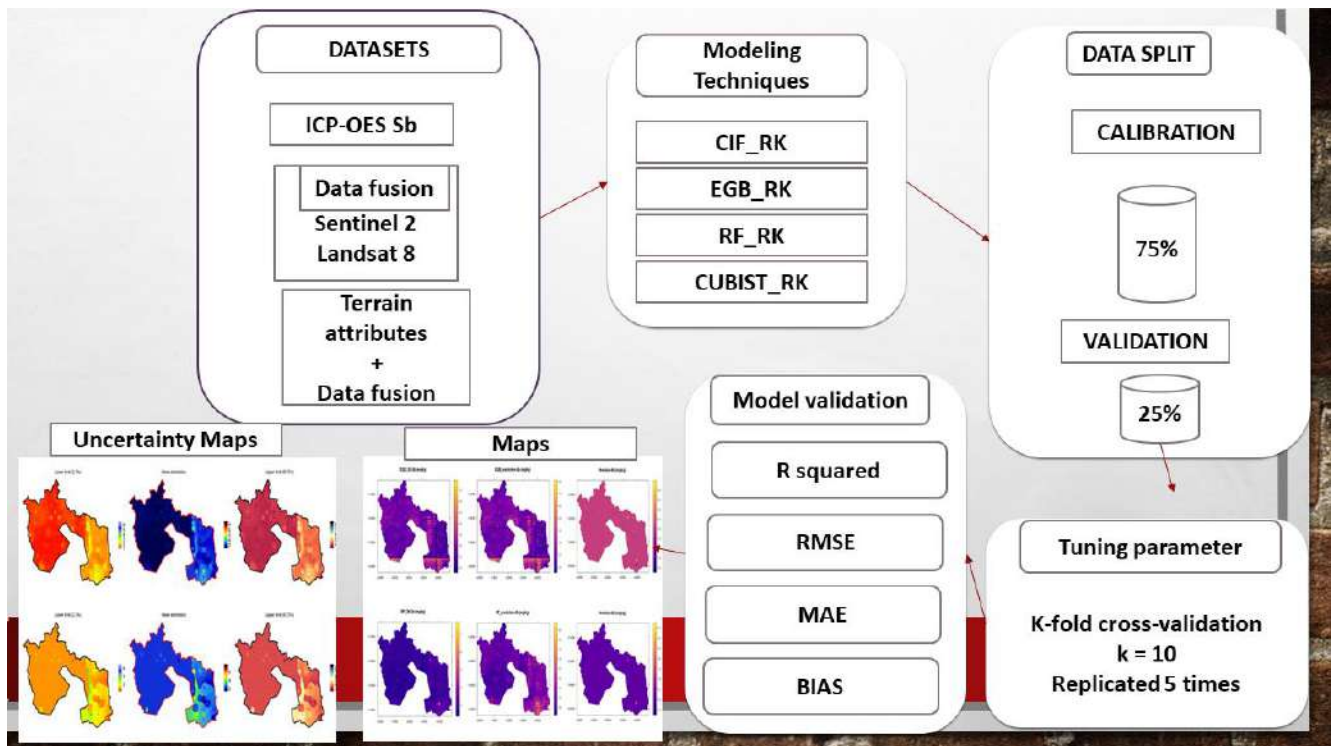 DATASETS
ICP-OES Sb
Data fusion
Sentinel 2
Landsat 8
Terrain
attributes
+
Data fusion
Modeling
Techniques
CIF_RK
EGB_RK
RF_RK
CUBIST_RK
DATA SPLIT
CALIBRATION
75%
VALIDATION
25%
Tuning parameter
K-fold cross-validation
k = 10
Replicated 5 times
Model validation
R squared
RMSE
MAE
BIAS
Maps
Uncertainty Maps